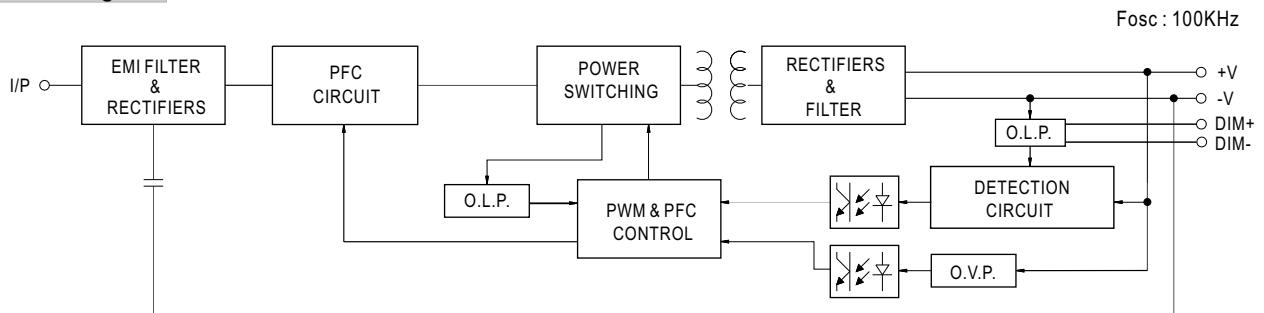 Fosc : 100KHz
I/P
EMI FILTER
&
RECTIFIERS
PFC
CIRCUIT
POWER
SWITCHING
RECTIFIERS
&
FILTER
+V
-V
DIM+
DIM-
O.L.P.
O.L.P.
PWM & PFC
CONTROL
DETECTION
CIRCUIT
O.V.P.